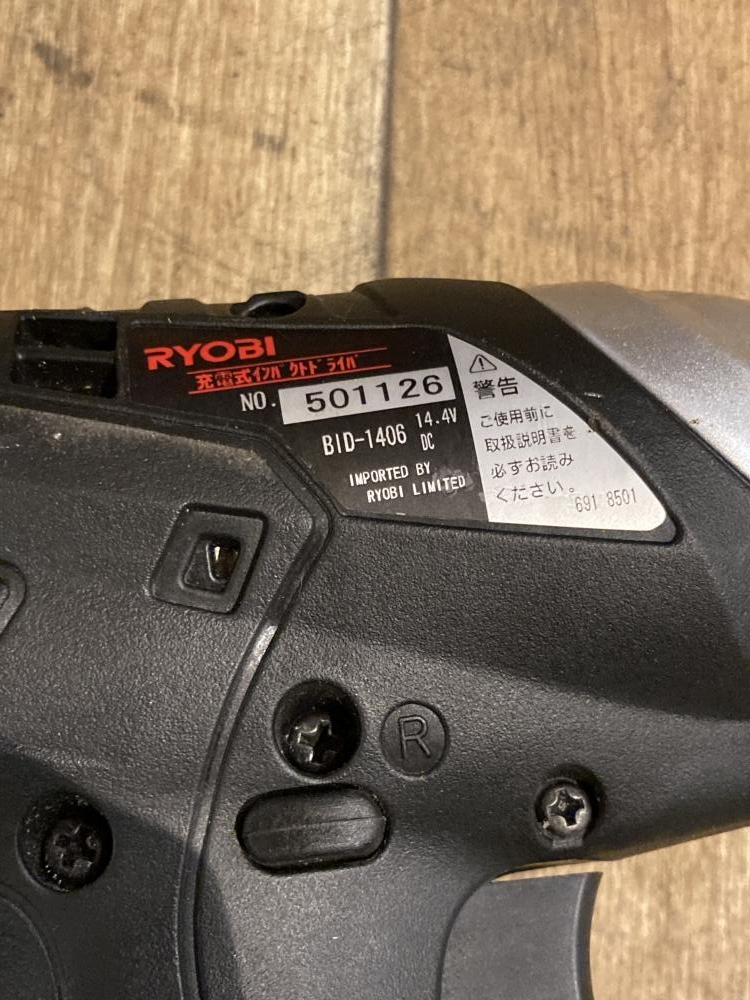 RYOBI
充電式インパクトドライバ
NO. 501126
BID-1406 14.4V DC
IMPORTED BY
RYOBI LIMITED
警告
ご使用前に
取扱説明書を
必ずお読み
ください。
691 8501
R